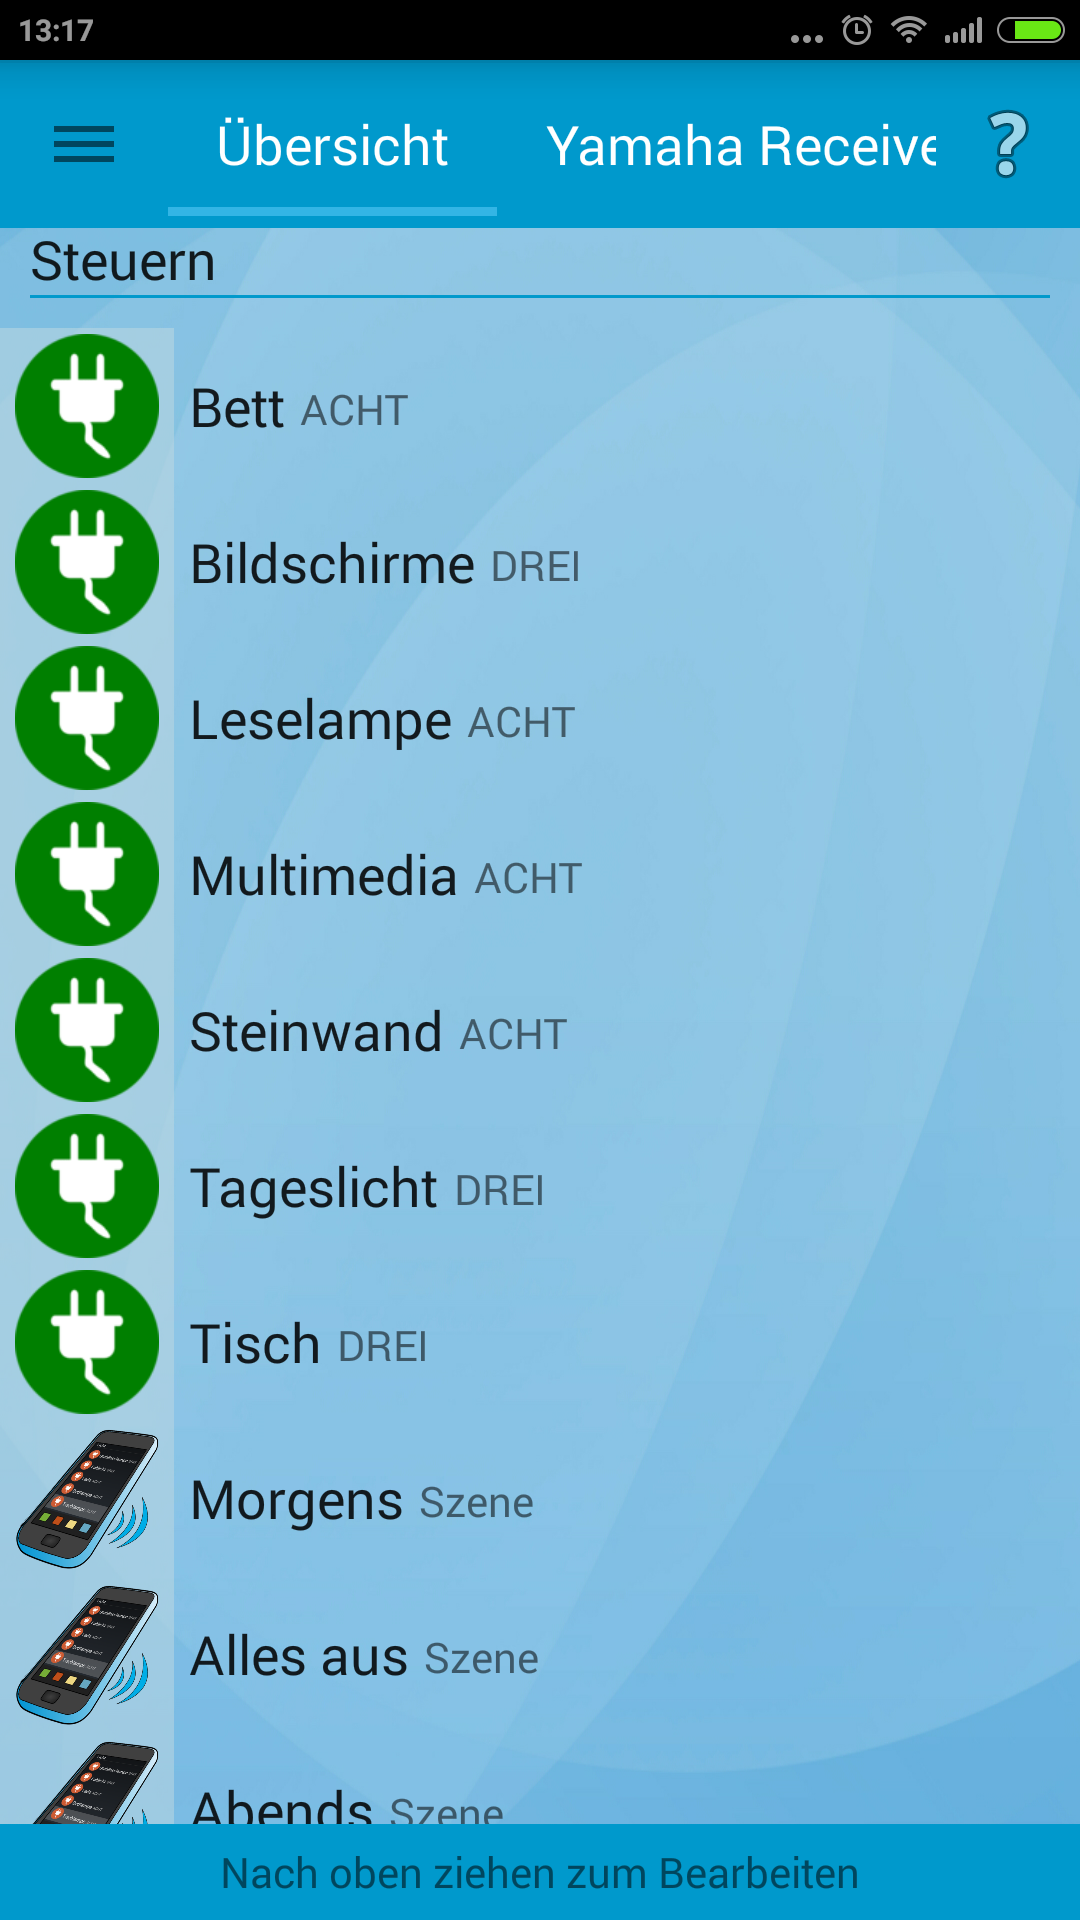 13:17
Übersicht Yamaha Receive
Steuern
Bett ACHT
Bildschirme DREI
Leselampe ACHT
Multimedia ACHT
Steinwand ACHT
Tageslicht DREI
Tisch DREI
Morgens Szene
Alles aus Szene
Abends Szene
Nach oben ziehen zum Bearbeiten